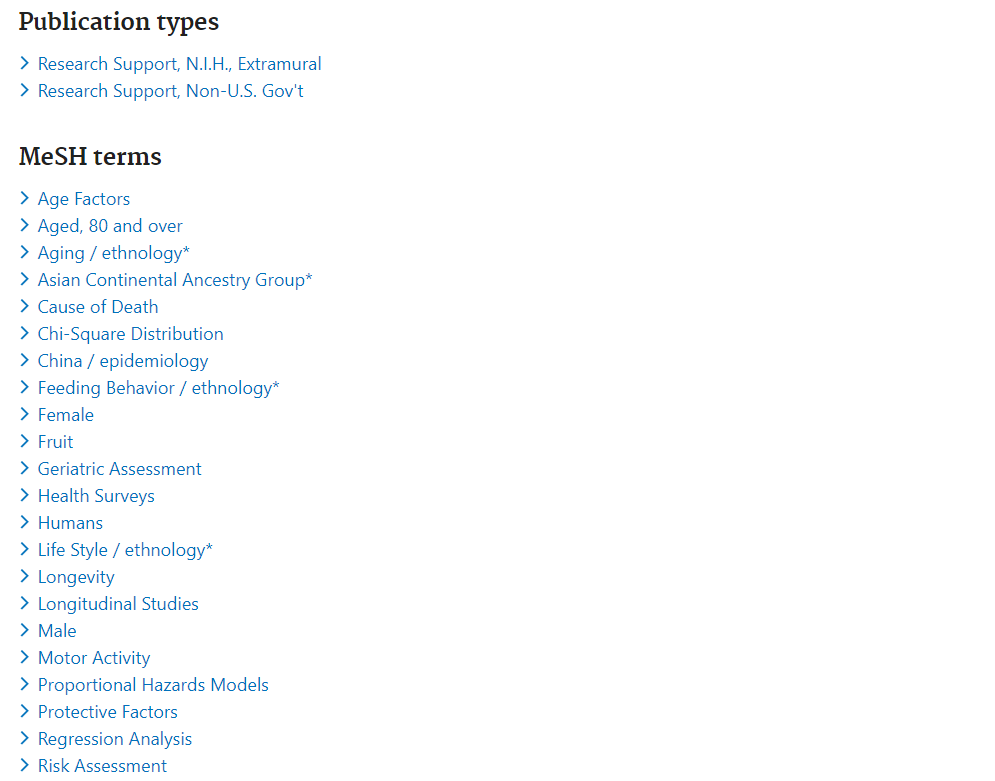 Publication types
Research Support, N.I.H., Extramural
Research Support, Non-U.S. Gov't
MeSH terms
Age Factors
Aged, 80 and over
Aging / ethnology*
Asian Continental Ancestry Group*
Cause of Death
Chi-Square Distribution
China / epidemiology
Feeding Behavior / ethnology*
Female
Fruit
Geriatric Assessment
Health Surveys
Humans
Life Style / ethnology*
Longevity
Longitudinal Studies
Male
Motor Activity
Proportional Hazards Models
Protective Factors
Regression Analysis
Risk Assessment